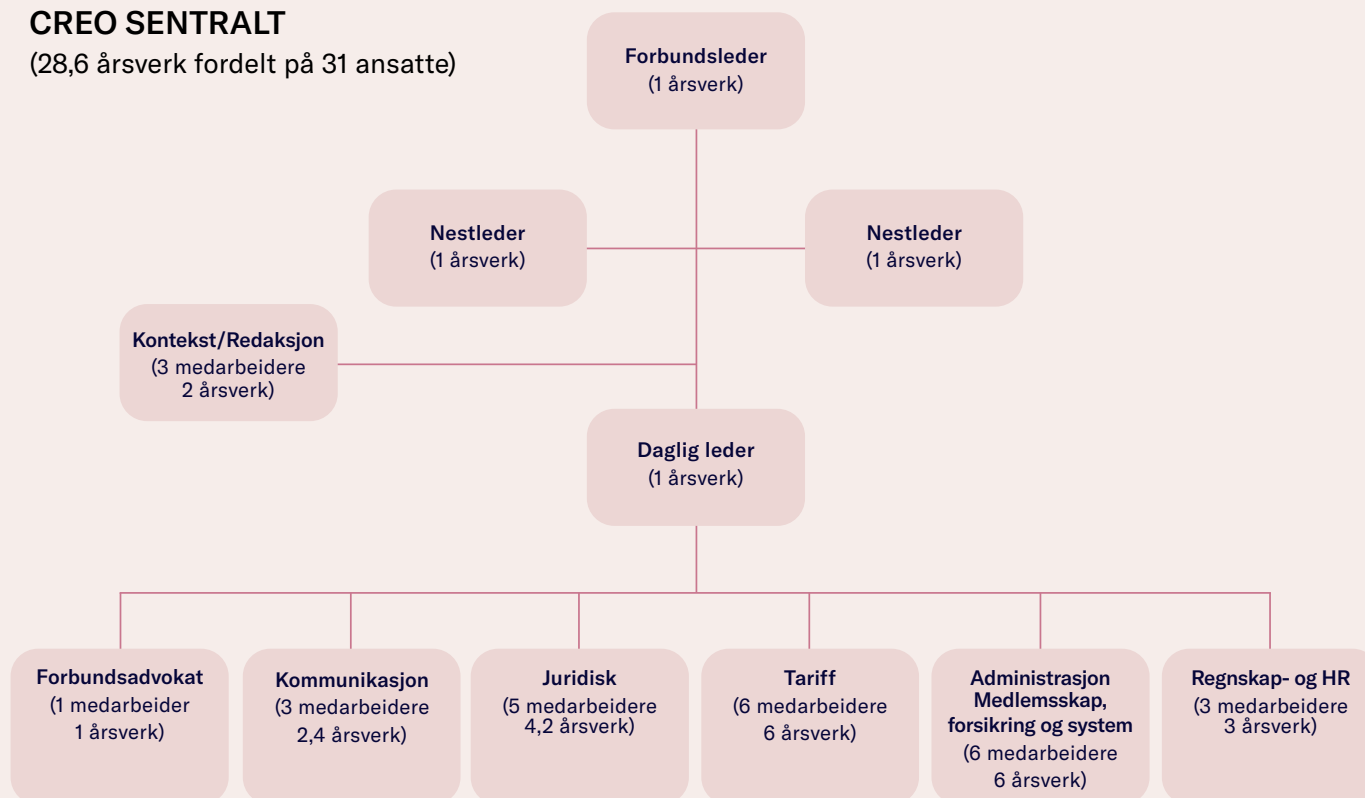 CREO SENTRALT
(28,6 årsverk fordelt på 31 ansatte)
Forbundsleder
(1 årsverk)
Nestleder
(1 årsverk)
Nestleder
(1 årsverk)
Kontekst/Redaksjon
(3 medarbeidere
2 årsverk)
Daglig leder
(1 årsverk)
Forbundsadvokat
(1 medarbeider
1 årsverk)
Kommunikasjon
(3 medarbeidere
2,4 årsverk)
Juridisk
(5 medarbeidere
4,2 årsverk)
Tariff
(6 medarbeidere
6 årsverk)
Administrasjon
Medlemsskap,
forsikring og system
(6 medarbeidere
6 årsverk)
Regnskap- og HR
(3 medarbeidere
3 årsverk)